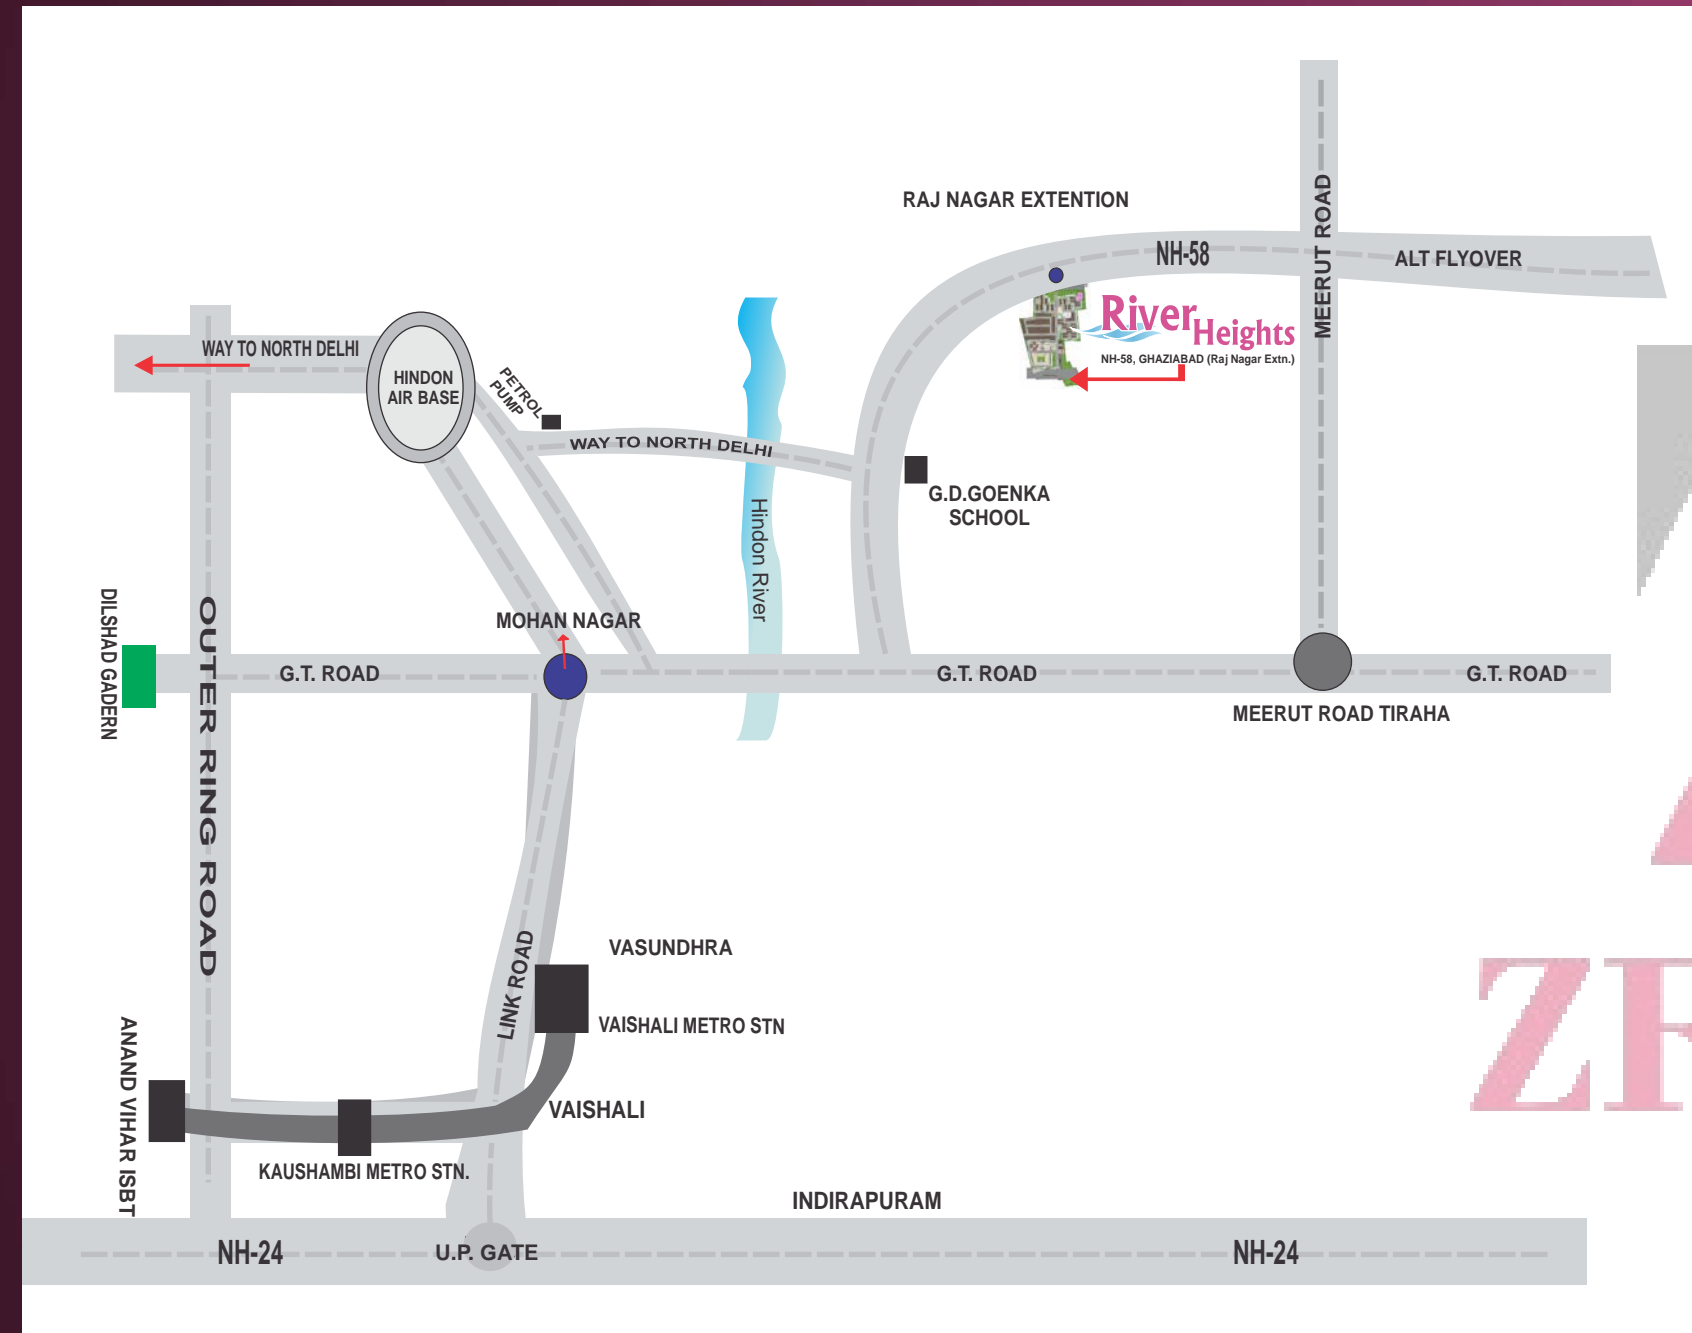 RAJ NAGAR EXTENTION
MEERUT ROAD
NH-58
ALT FLYOVER
River
Heights
NH-58, GHAZIABAD (Raj Nagar Extn.)
WAY TO NORTH DELHI
HINDON
AIR BASE
PETROL
PUMP
WAY TO NORTH DELHI
G.D.GOENKA
SCHOOL
Hindon River
DILSHAD GADERN
OUTER RING ROAD
MOHAN NAGAR
G.T. ROAD
G.T. ROAD
G.T. ROAD
MEERUT ROAD TIRAHA
LINK ROAD
VASUNDHRA
VAISHALI METRO STN
ANAND VIHAR ISBT
VAISHALI
KAUSHAMBI METRO STN.
INDIRAPURAM
NH-24
U.P. GATE
NH-24